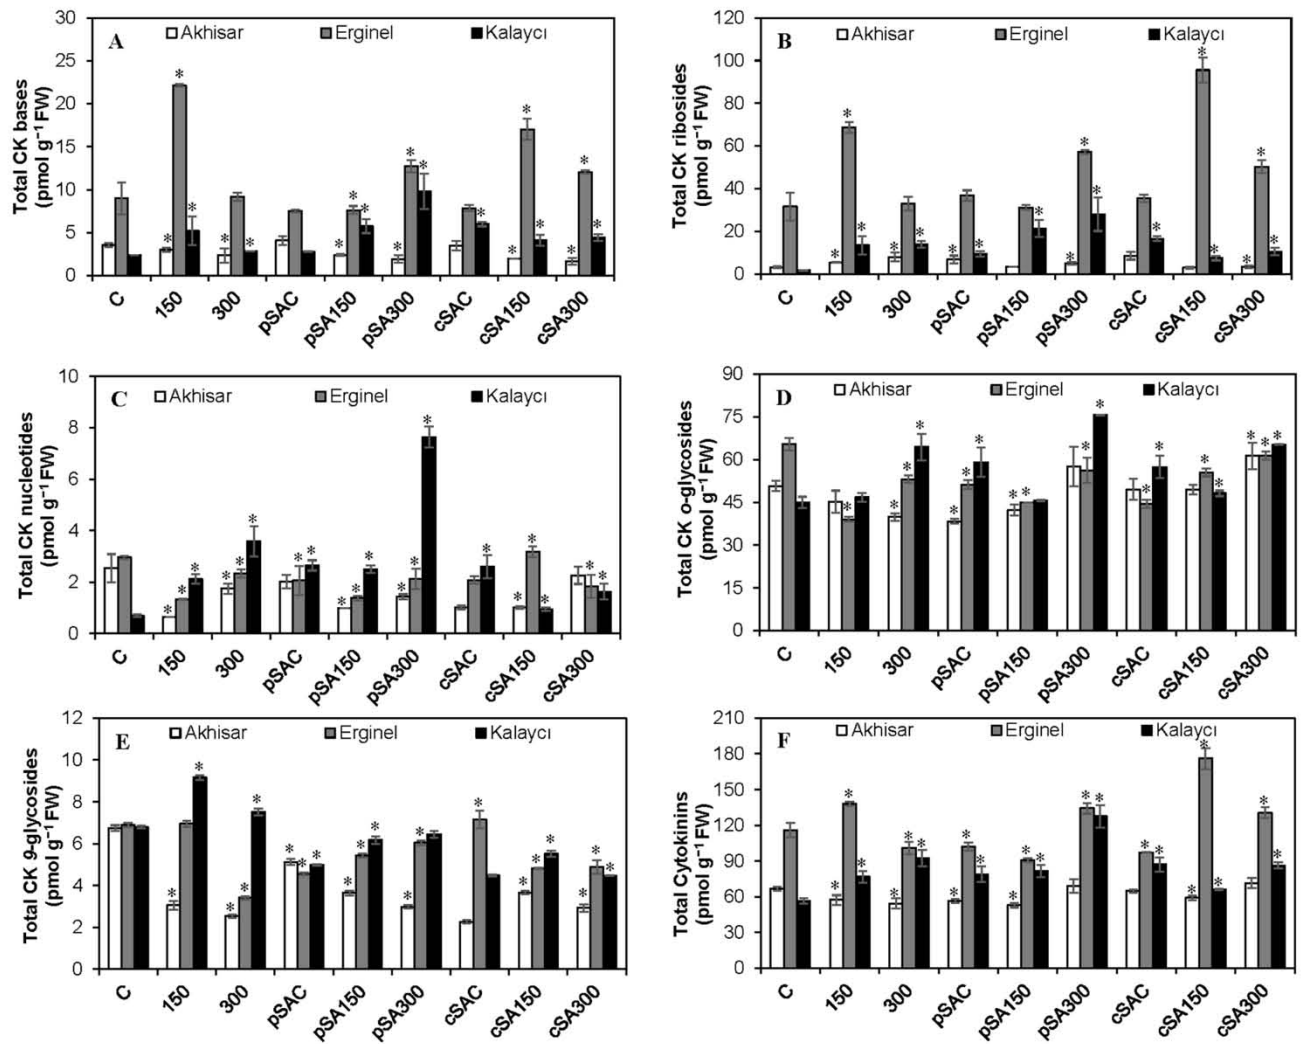 A
Akhisar
Erginel
Kalaycı
Total CK bases
(pmol g⁻¹ FW)
30
25
20
15
10
5
0
* * * * * * * * * * * * * * * * *
C
150
300
pSAC
pSA150
pSA300
cSAC
cSA150
cSA300
B
Akhisar
Erginel
Kalaycı
Total CK ribosides
(pmol g⁻¹ FW)
120
100
80
60
40
20
0
* * * * * * * * * * * * * * * * *
C
150
300
pSAC
pSA150
pSA300
cSAC
cSA150
cSA300
C
Akhisar
Erginel
Kalaycı
Total CK nucleotides
(pmol g⁻¹ FW)
10
8
6
4
2
0
* * * * * * * * * * * * * * * * * * * *
C
150
300
pSAC
pSA150
pSA300
cSAC
cSA150
cSA300
D
Akhisar
Erginel
Kalaycı
Total CK o-glycosides
(pmol g⁻¹ FW)
90
75
60
45
30
15
0
* * * * * * * * * * * * * * * * * *
C
150
300
pSAC
pSA150
pSA300
cSAC
cSA150
cSA300
E
Akhisar
Erginel
Kalaycı
Total CK 9-glycosides
(pmol g⁻¹ FW)
12
10
8
6
4
2
0
* * * * * * * * * * * * * * * * * * * *
C
150
300
pSAC
pSA150
pSA300
cSAC
cSA150
cSA300
F
Akhisar
Erginel
Kalaycı
Total Cytokinins
(pmol g⁻¹ FW)
210
180
150
120
90
60
30
0
* * * * * * * * * * * * * * * * * * * * *
C
150
300
pSAC
pSA150
pSA300
cSAC
cSA150
cSA300